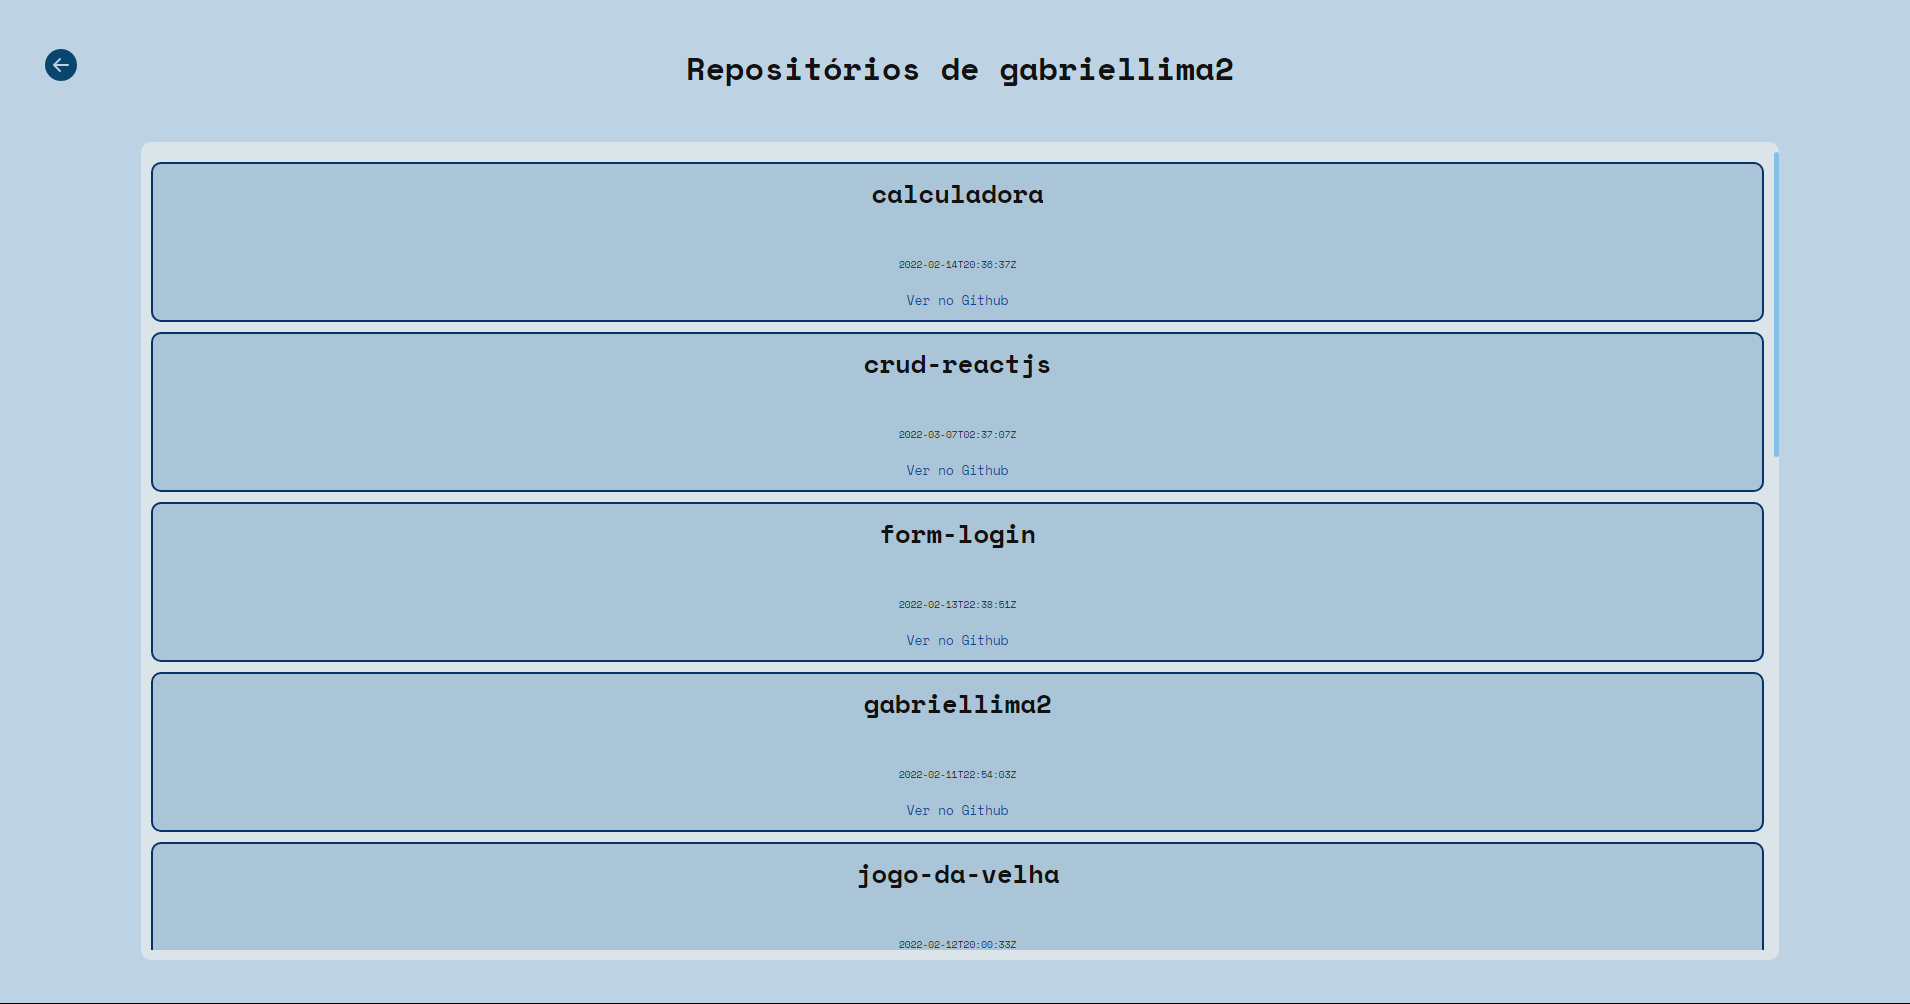 Repositórios de gabriellima2
calculadora
2022-02-14T20:36:37Z
Ver no Github
crud-reactjs
2022-03-07T02:37:07Z
Ver no Github
form-login
2022-02-13T22:38:51Z
Ver no Github
gabriellima2
2022-02-11T22:54:03Z
Ver no Github
jogo-da-velha
2022-02-12T20:00:33Z